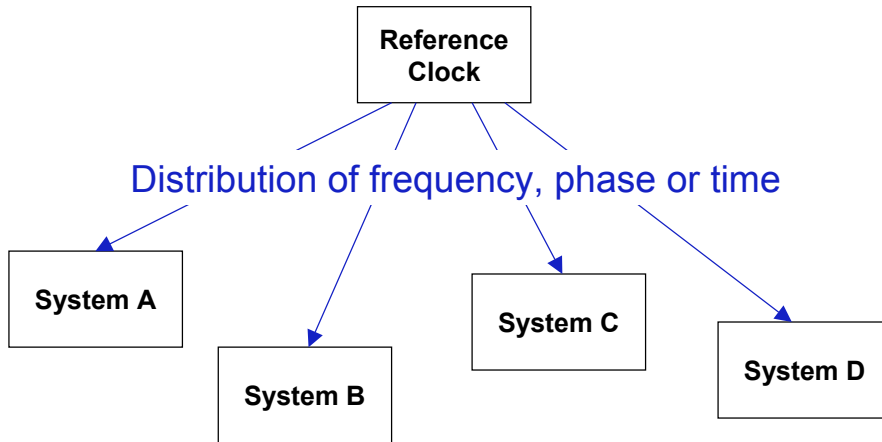 Reference
Clock
Distribution of frequency, phase or time
System A
System B
System C
System D